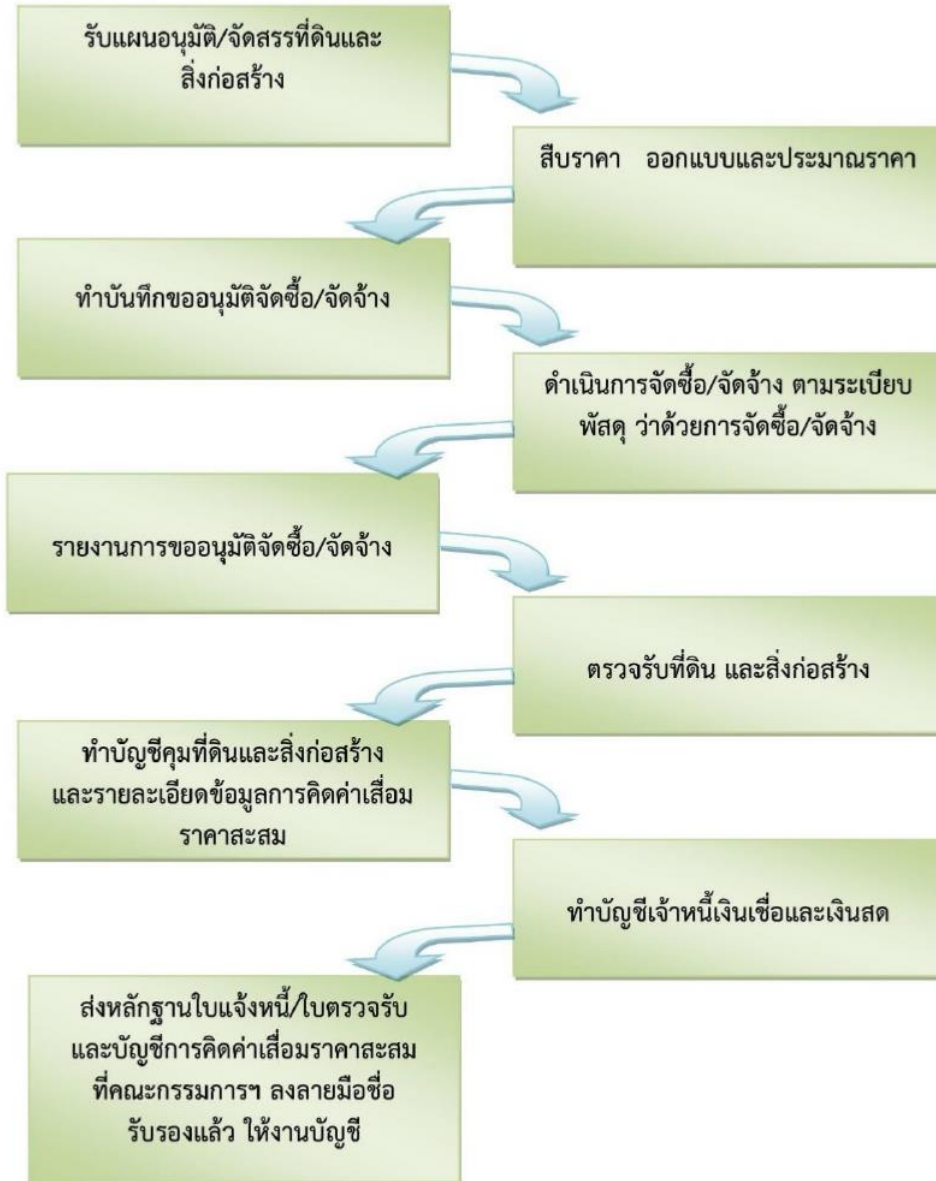 รับแผนอนุมัติ/จัดสรรที่ดินและ
สิ่งก่อสร้าง
สืบราคา ออกแบบและประมาณราคา
ทำบันทึกขออนุมัติจัดซื้อ/จัดจ้าง
ดำเนินการจัดซื้อ/จัดจ้าง ตามระเบียบ
พัสดุ ว่าด้วยการจัดซื้อ/จัดจ้าง
รายงานการขออนุมัติจัดซื้อ/จัดจ้าง
ตรวจรับที่ดิน และสิ่งก่อสร้าง
ทำบัญชีคุมที่ดินและสิ่งก่อสร้าง
และรายละเอียดข้อมูลการคิดค่าเสื่อม
ราคาสะสม
ทำบัญชีเจ้าหนี้เงินเชื่อและเงินสด
ส่งหลักฐานใบแจ้งหนี้/ใบตรวจรับ
และบัญชีการคิดค่าเสื่อมราคาสะสม
ที่คณะกรรมการฯ ลงลายมือชื่อ
รับรองแล้ว ให้งานบัญชี